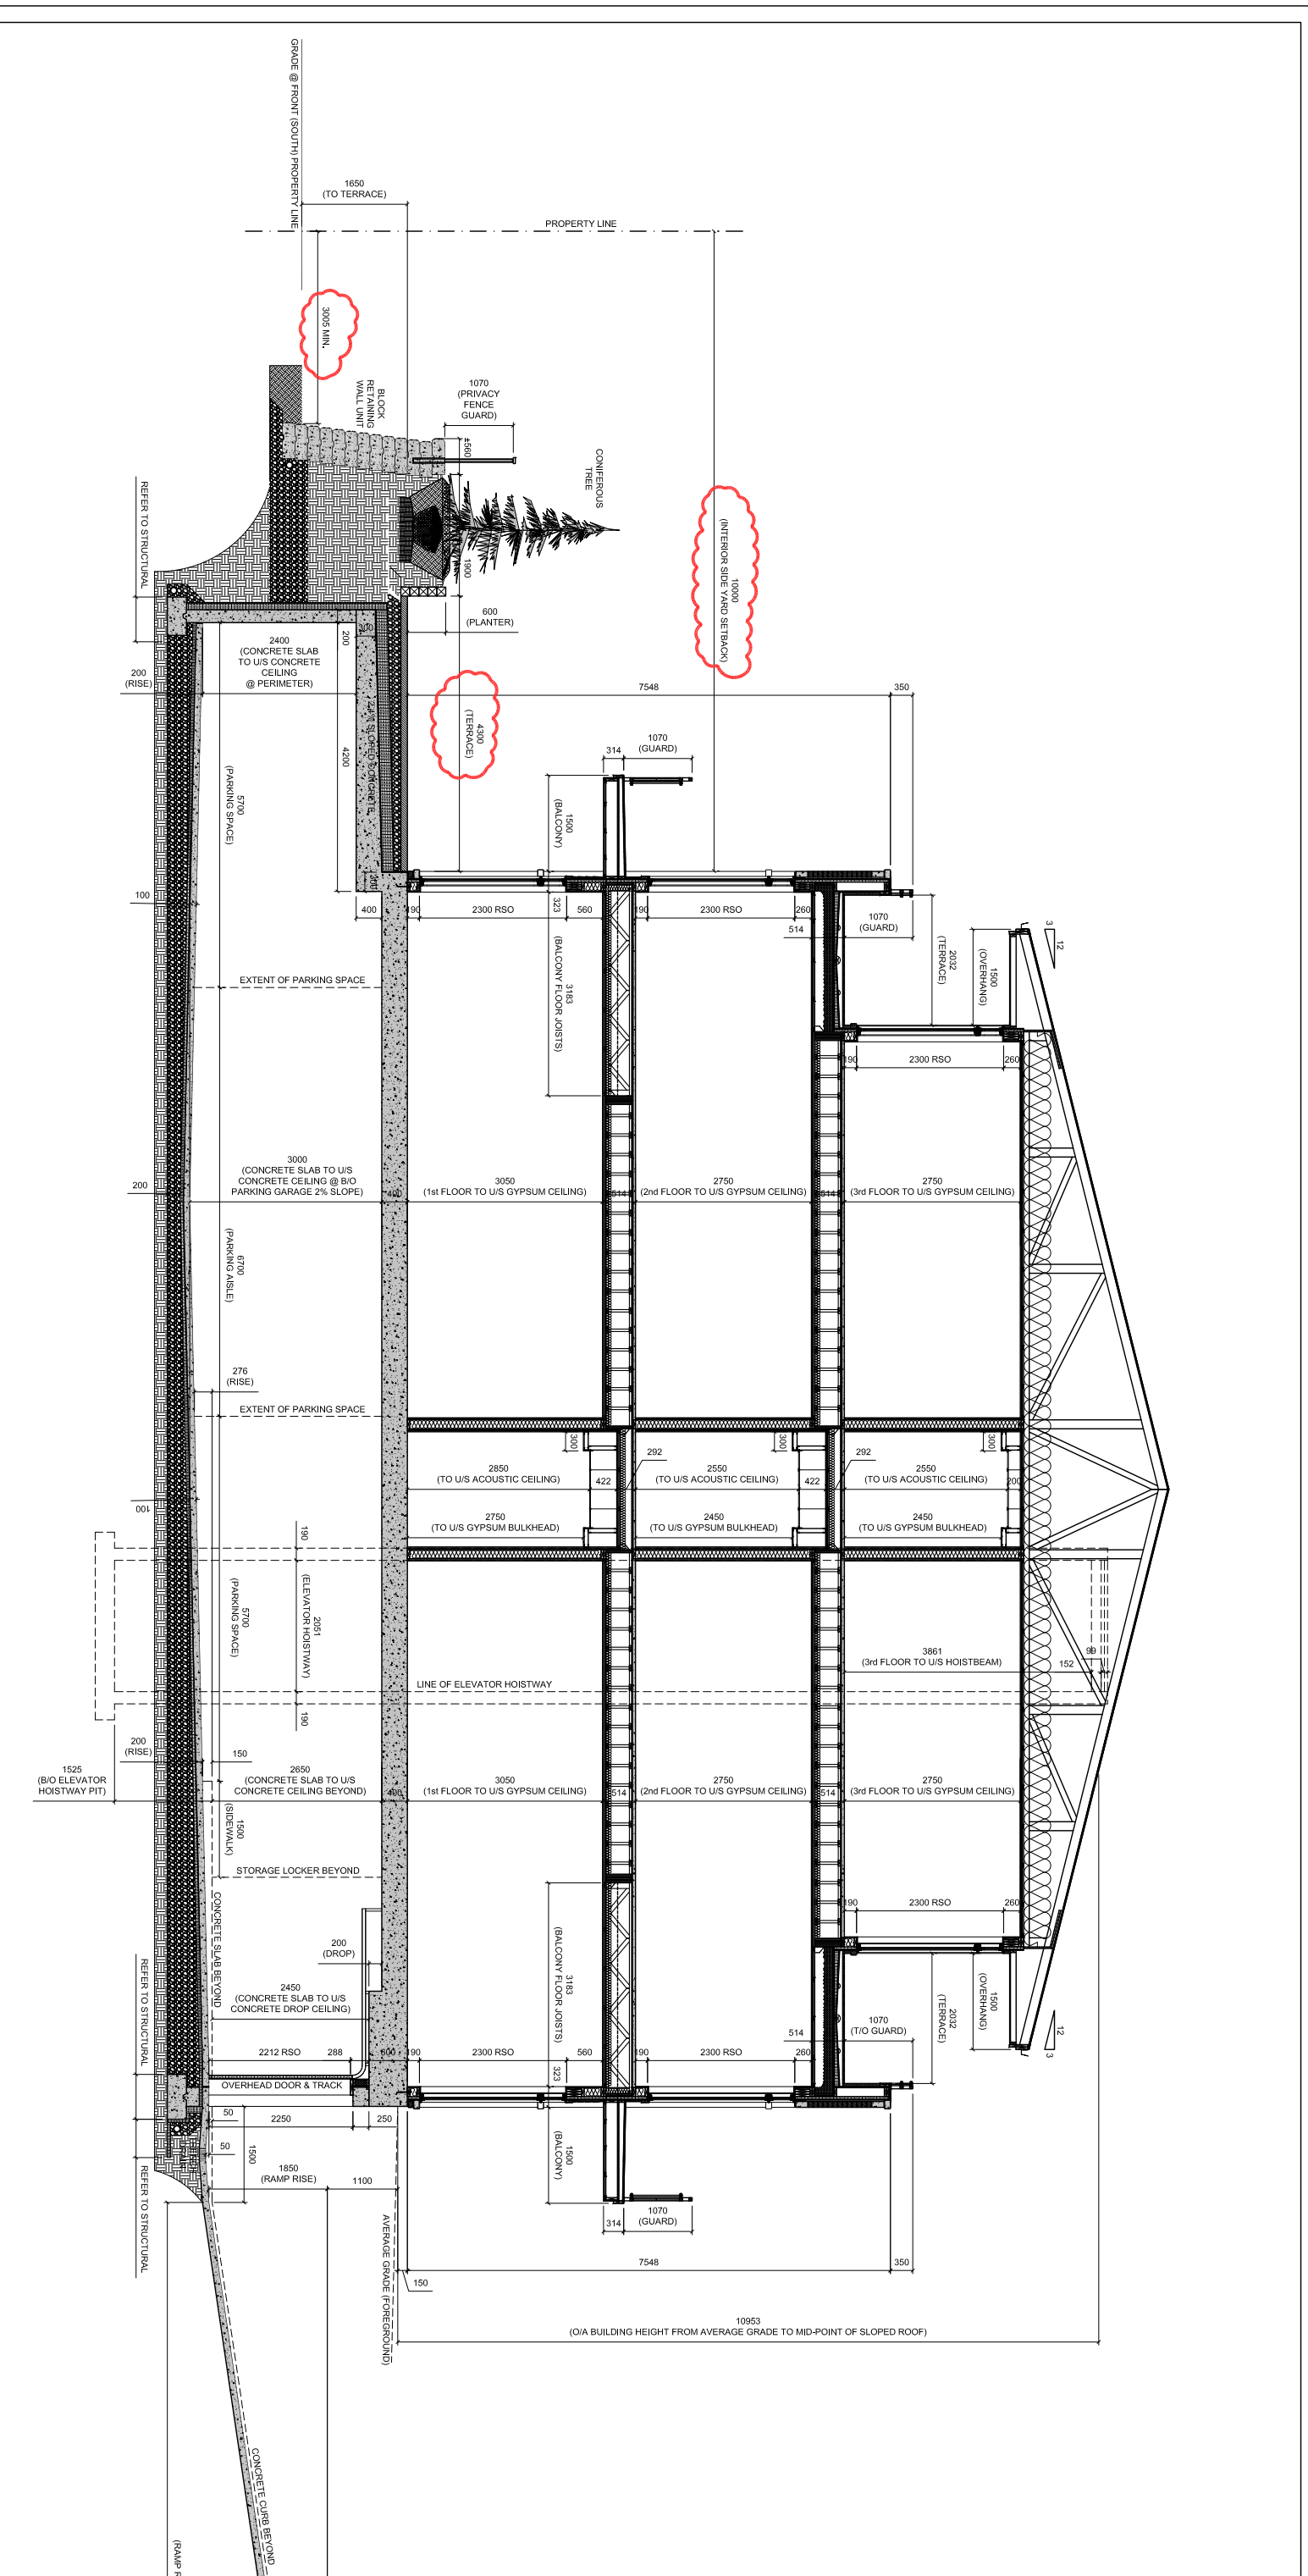 GRADE @ FRONT (SOUTH) PROPERTY LINE
1650
(TO TERRACE)
PROPERTY LINE
3005 MIN.
BLOCK
RETAINING
WALL UNIT
1070
(PRIVACY
FENCE
GUARD)
±560
CONIFEROUS
TREE
10000
(INTERIOR SIDE YARD SETBACK)
REFER TO STRUCTURAL
1900
600
(PLANTER)
200
2400
(CONCRETE SLAB
TO U/S CONCRETE
CEILING
@ PERIMETER)
200
(RISE)
4300
(TERRACE)
7548
350
4200
5700
(PARKING SPACE)
314
1070
(GUARD)
1500
(BALCONY)
100
400
190
2300 RSO
560
323
190
2300 RSO
260
514
1070
(GUARD)
2032
(TERRACE)
1500
(OVERHANG)
3
12
EXTENT OF PARKING SPACE
3183
(BALCONY FLOOR JOISTS)
190
2300 RSO
260
200
3000
(CONCRETE SLAB TO U/S
CONCRETE CEILING @ B/O
PARKING GARAGE 2% SLOPE)
400
3050
(1st FLOOR TO U/S GYPSUM CEILING)
514
2750
(2nd FLOOR TO U/S GYPSUM CEILING)
514
2750
(3rd FLOOR TO U/S GYPSUM CEILING)
6700
(PARKING AISLE)
276
(RISE)
EXTENT OF PARKING SPACE
300
300
300
292
292
2850
(TO U/S ACOUSTIC CEILING)
422
2550
(TO U/S ACOUSTIC CEILING)
422
2550
(TO U/S ACOUSTIC CEILING)
200
2750
(TO U/S GYPSUM BULKHEAD)
2450
(TO U/S GYPSUM BULKHEAD)
2450
(TO U/S GYPSUM BULKHEAD)
100
190
2051
(ELEVATOR HOISTWAY)
190
5700
(PARKING SPACE)
3861
(3rd FLOOR TO U/S HOISTBEAM)
152
99
LINE OF ELEVATOR HOISTWAY
200
(RISE)
150
1525
(B/O ELEVATOR
HOISTWAY PIT)
2650
(CONCRETE SLAB TO U/S
CONCRETE CEILING BEYOND)
400
3050
(1st FLOOR TO U/S GYPSUM CEILING)
514
2750
(2nd FLOOR TO U/S GYPSUM CEILING)
514
2750
(3rd FLOOR TO U/S GYPSUM CEILING)
1500
(SIDEWALK)
STORAGE LOCKER BEYOND
CONCRETE SLAB BEYOND
190
2300 RSO
260
200
(DROP)
3183
(BALCONY FLOOR JOISTS)
REFER TO STRUCTURAL
2450
(CONCRETE SLAB TO U/S
CONCRETE DROP CEILING)
2032
(TERRACE)
1500
(OVERHANG)
12
3
514
1070
(T/O GUARD)
2212 RSO
288
600
190
2300 RSO
560
323
190
2300 RSO
260
OVERHEAD DOOR & TRACK
50
2250
250
50
1500
1500
(BALCONY)
REFER TO STRUCTURAL
1850
(RAMP RISE)
1100
314
1070
(GUARD)
AVERAGE GRADE (FOREGROUND)
7548
350
150
10953
(O/A BUILDING HEIGHT FROM AVERAGE GRADE TO MID-POINT OF SLOPED ROOF)
CONCRETE CURB BEYOND